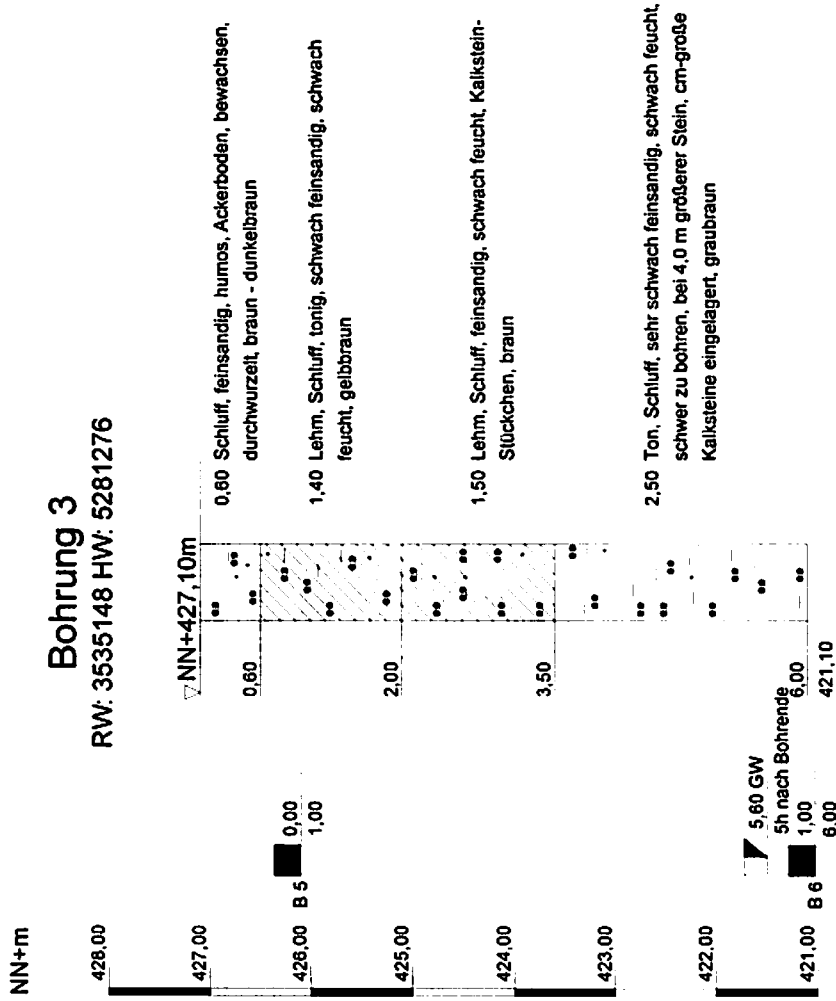 Bohrung 3
RW: 3535148 HW: 5281276
NN+m
428,00
427,00
426,00
425,00
424,00
423,00
422,00
421,00
B 5
0,00
1,00
5,60 GW
5h nach Bohrende
B 6
1,00
6.00
NN+427,10m
0,60
2,00
3,50
6,00
421,10
0,60 Schluff, feinsandig, humos, Ackerboden, bewachsen,
durchwurzelt, braun - dunkelbraun
1,40 Lehm, Schluff, tonig, schwach feinsandig, schwach
feucht, gelbbraun
1,50 Lehm, Schluff, feinsandig, schwach feucht, Kalkstein-
Stückchen, braun
2,50 Ton, Schluff, sehr schwach feinsandig, schwach feucht,
schwer zu bohren, bei 4,0 m größerer Stein, cm-große
Kalksteine eingelagert, graubraun